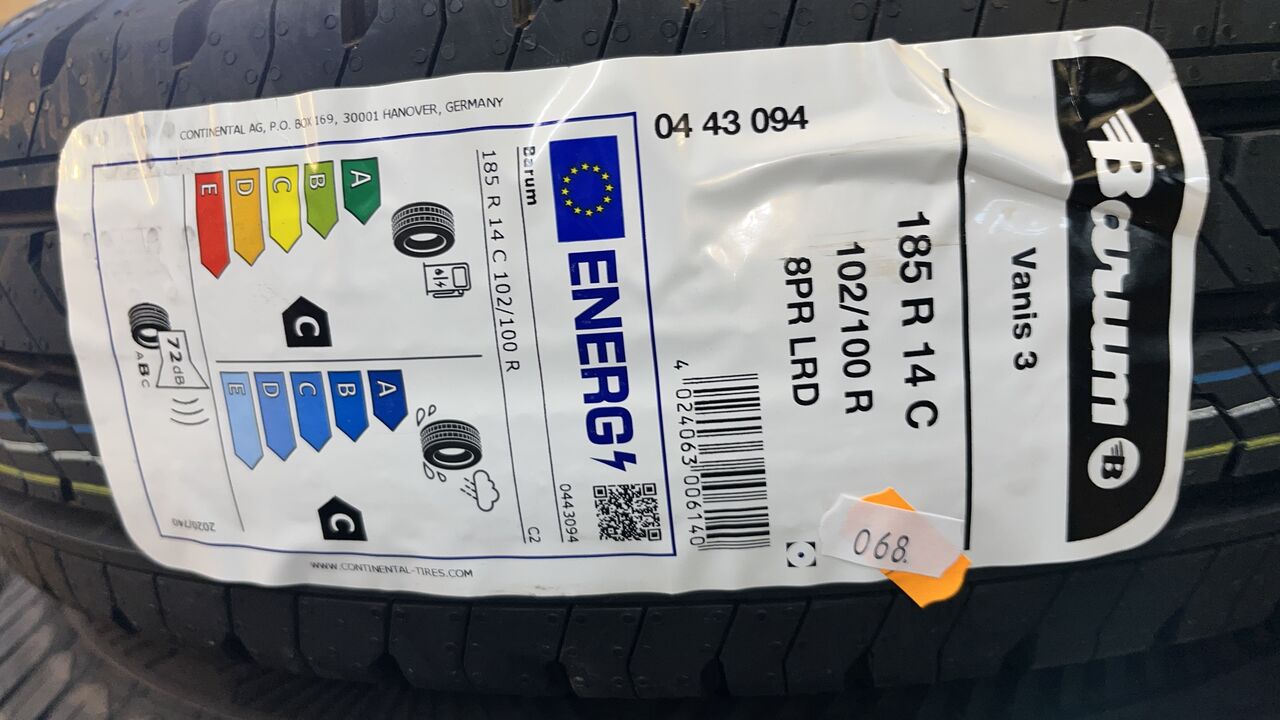 Barum B
Vanis 3
185 R 14 C
102/100 R
8PR LRD
04 43 094
4 024063 006140
068.
ENERG
Barum
0443094
185 R 14 C 102/100 R
C2
A
B
C
D
E
C
A
B
C
D
E
C
72dB
ABC
2020/740
CONTINENTAL AG, P.O. BOX 169, 30001 HANOVER, GERMANY
WWW.CONTINENTAL-TIRES.COM